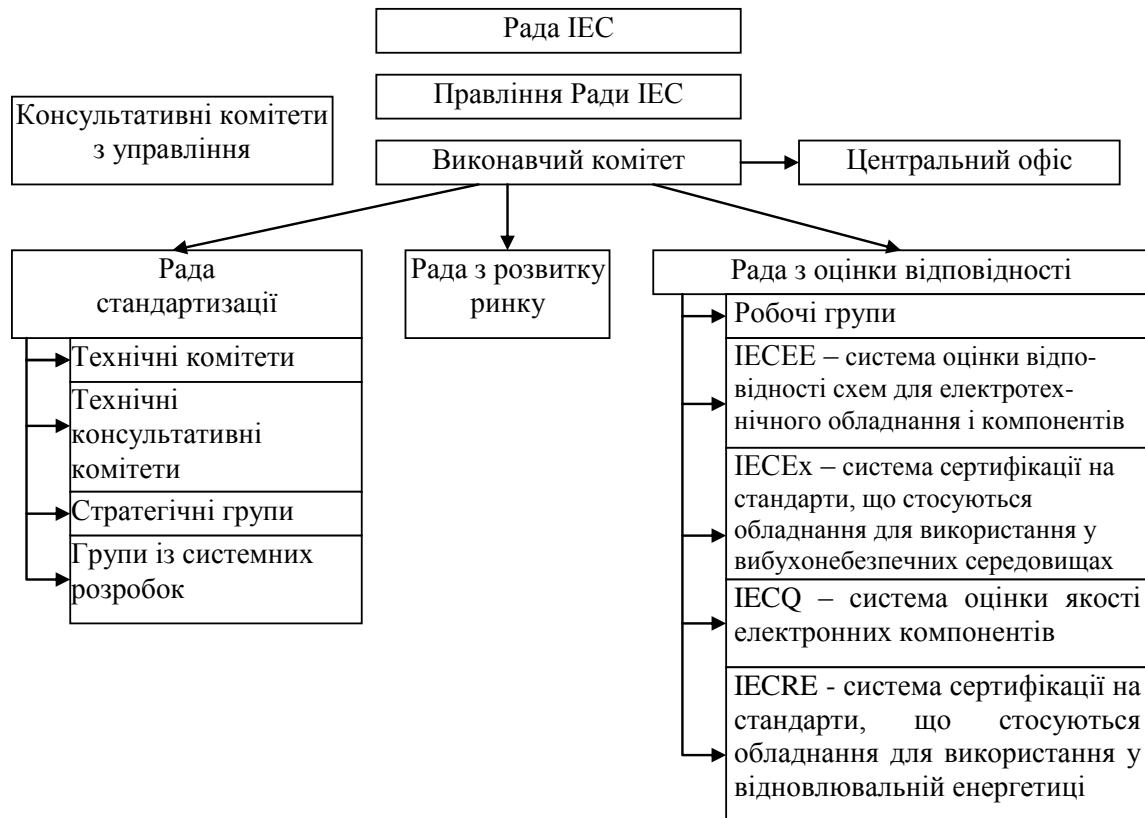 Рада IEC
Правління Ради IEC
Консультативні комітети
з управління
Виконавчий комітет
Центральний офіс
Рада
стандартизації
Технічні комітети
Технічні
консультативні
комітети
Стратегічні групи
Групи із системних
розробок
Рада з розвитку
ринку
Рада з оцінки відповідності
Робочі групи
IECEE – система оцінки відпо-
відності схем для електротех-
нічного обладнання і компонентів
IECEx – система сертифікації на
стандарти, що стосуються
обладнання для використання у
вибухонебезпечних середовищах
IECQ – система оцінки якості
електронних компонентів
IECRE - система сертифікації на
стандарти, що стосуються
обладнання для використання у
відновлювальній енергетиці